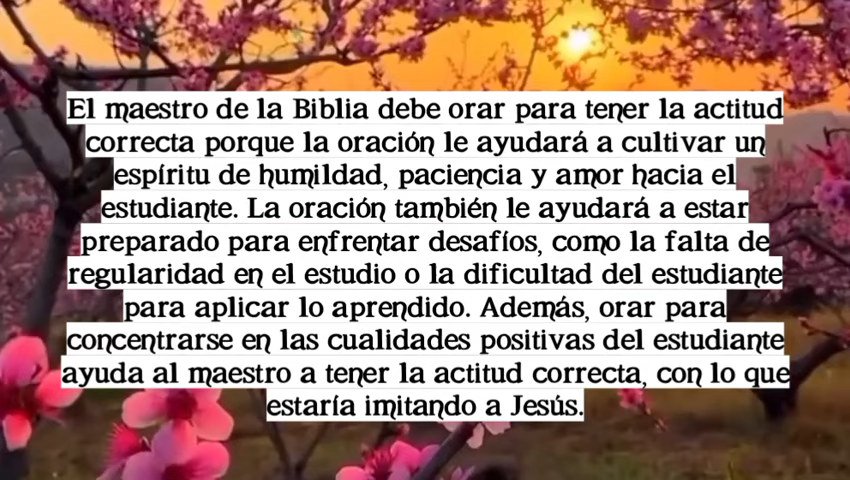 El maestro de la Biblia debe orar para tener la actitud
correcta porque la oración le ayudará a cultivar un
espíritu de humildad, paciencia y amor hacia el
estudiante. La oración también le ayudará a estar
preparado para enfrentar desafíos, como la falta de
regularidad en el estudio o la dificultad del estudiante
para aplicar lo aprendido. Además, orar para
concentrarse en las cualidades positivas del estudiante
ayuda al maestro a tener la actitud correcta, con lo que
estaría imitando a Jesús.